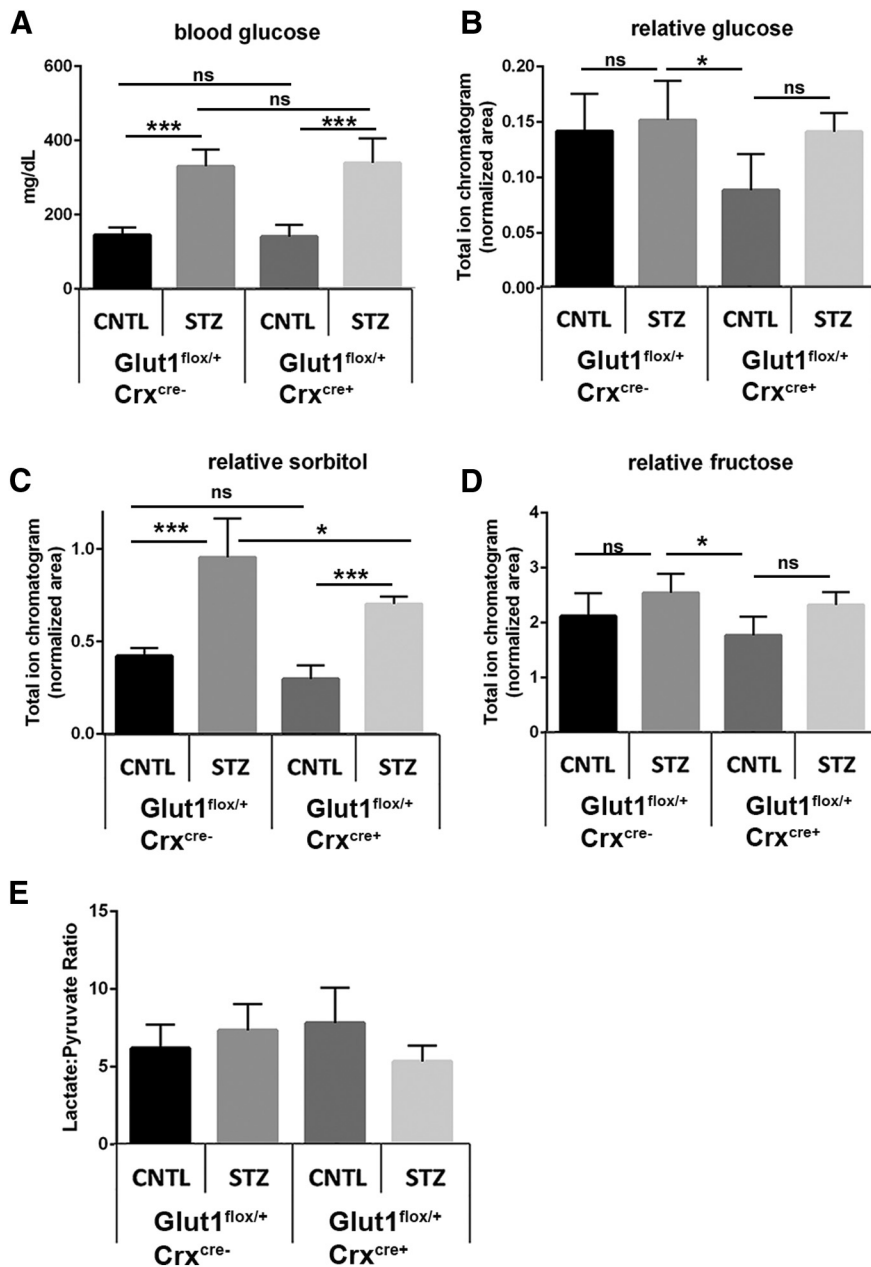 A
blood glucose
mg/dL
600
400
200
0
ns
ns
***
***
CNTL STZ CNTL STZ
Glut1flox/+ Glut1flox/+
Crxcre- Crxcre+
B
relative glucose
Total ion chromatogram
(normalized area)
0.20
0.15
0.10
0.05
0.00
ns * ns
CNTL STZ CNTL STZ
Glut1flox/+ Glut1flox/+
Crxcre- Crxcre+
C
relative sorbitol
Total ion chromatogram
(normalized area)
1.0
0.5
0.0
ns
*** *
***
CNTL STZ CNTL STZ
Glut1flox/+ Glut1flox/+
Crxcre- Crxcre+
D
relative fructose
Total ion chromatogram
(normalized area)
4
3
2
1
0
ns * ns
CNTL STZ CNTL STZ
Glut1flox/+ Glut1flox/+
Crxcre- Crxcre+
E
Lactate:Pyruvate Ratio
15
10
5
0
CNTL STZ CNTL STZ
Glut1flox/+ Glut1flox/+
Crxcre- Crxcre+